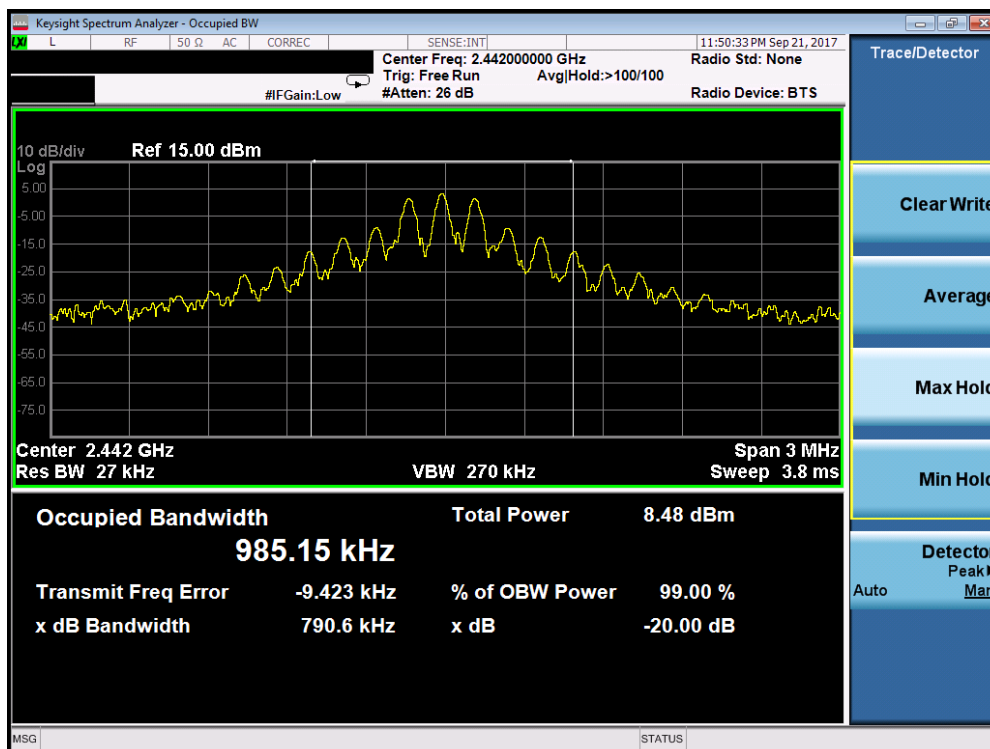 Keysight Spectrum Analyzer - Occupied BW
LXI L RF 50 Ω AC CORREC SENSE:INT 11:50:33 PM Sep 21, 2017
Center Freq: 2.442000000 GHz Radio Std: None
Trig: Free Run Avg|Hold:>100/100
#IFGain:Low #Atten: 26 dB Radio Device: BTS
10 dB/div Ref 15.00 dBm
Log
5.00
-5.00
-15.0
-25.0
-35.0
-45.0
-55.0
-65.0
-75.0
Center 2.442 GHz Span 3 MHz
Res BW 27 kHz VBW 270 kHz Sweep 3.8 ms
Occupied Bandwidth Total Power 8.48 dBm
985.15 kHz
Transmit Freq Error -9.423 kHz % of OBW Power 99.00 %
x dB Bandwidth 790.6 kHz x dB -20.00 dB
MSG STATUS
Trace/Detector
Clear Write
Average
Max Hold
Min Hold
Detector
Peak
Auto Man